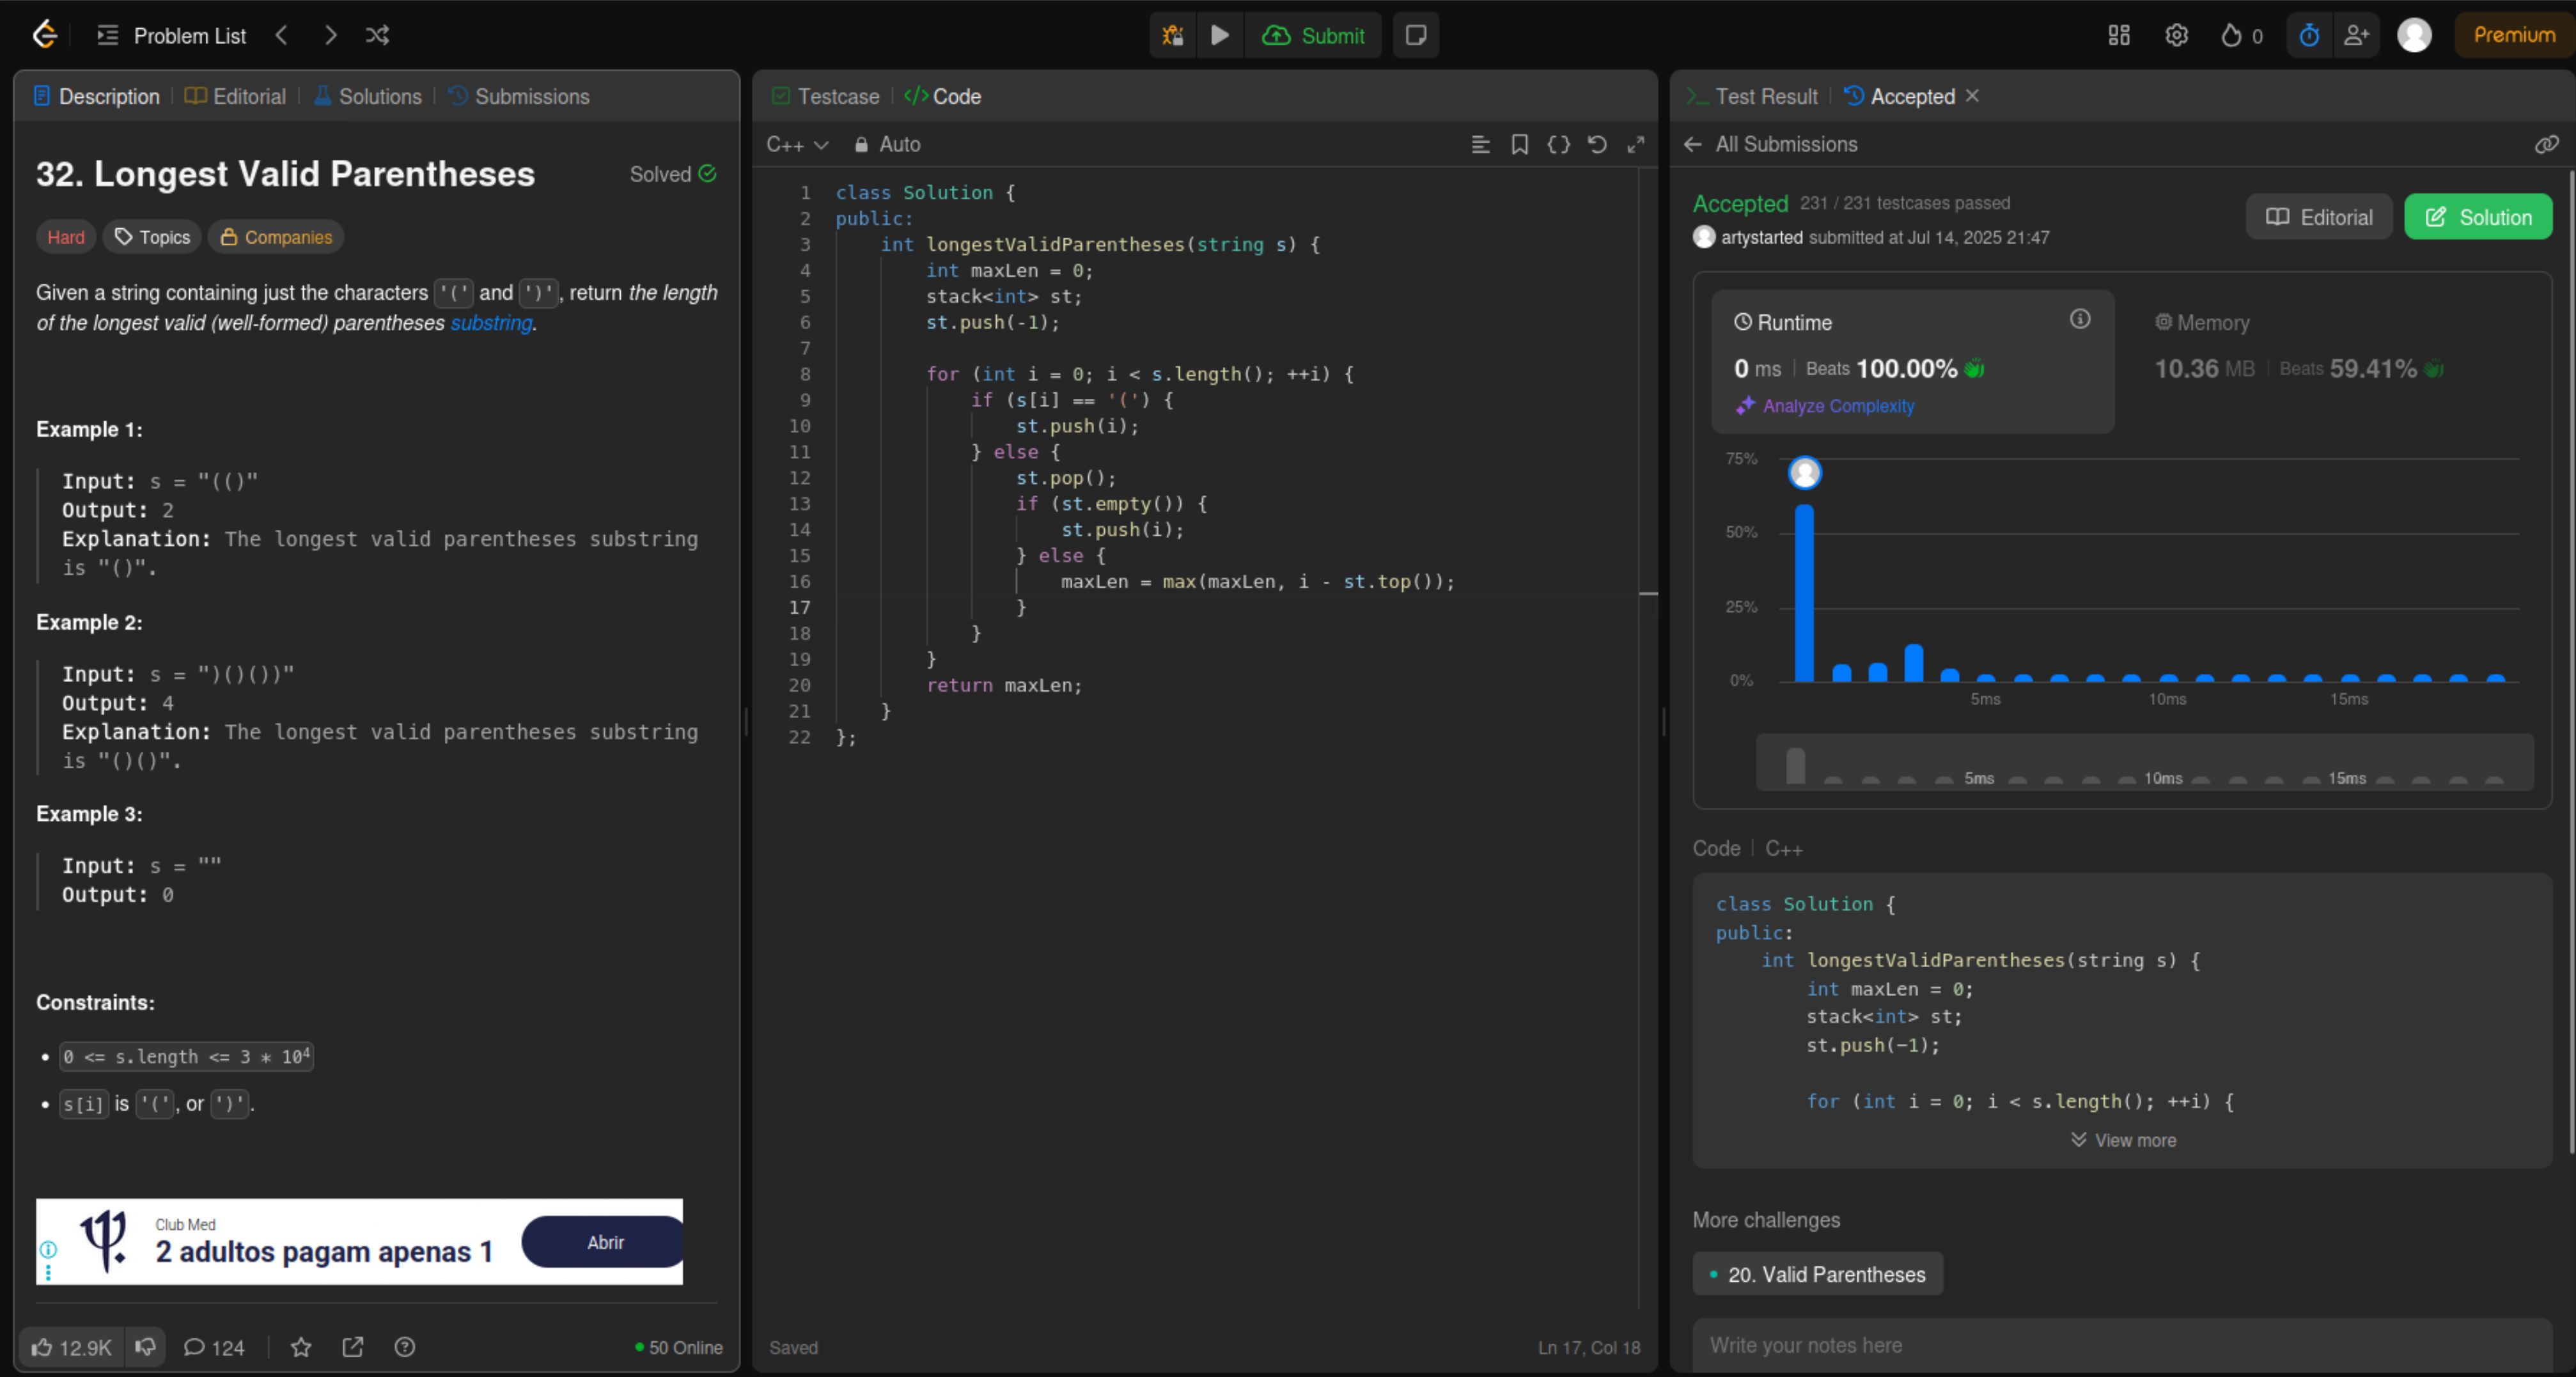 Problem List
Submit
0
Premium
Description
Editorial
Solutions
Submissions
32. Longest Valid Parentheses
Solved
Hard
Topics
Companies
Given a string containing just the characters '(' and ')', return the length
of the longest valid (well-formed) parentheses substring.
Example 1:
Input: s = "(()"
Output: 2
Explanation: The longest valid parentheses substring
is "()".
Example 2:
Input: s = ")()())"
Output: 4
Explanation: The longest valid parentheses substring
is "()()".
Example 3:
Input: s = ""
Output: 0
Constraints:
• 0 <= s.length <= 3 * 10⁴
• s[i] is '(', or ')'.
Club Med
2 adultos pagam apenas 1
Abrir
12.9K
124
50 Online
Testcase
</> Code
C++
Auto
1 class Solution {
2 public:
3     int longestValidParentheses(string s) {
4         int maxLen = 0;
5         stack<int> st;
6         st.push(-1);
7
8         for (int i = 0; i < s.length(); ++i) {
9             if (s[i] == '(') {
10                 st.push(i);
11             } else {
12                 st.pop();
13                 if (st.empty()) {
14                     st.push(i);
15                 } else {
16                     maxLen = max(maxLen, i - st.top());
17                 }
18             }
19         }
20         return maxLen;
21     }
22 };
Saved
Ln 17, Col 18
Test Result
Accepted
All Submissions
Accepted 231 / 231 testcases passed
artystarted submitted at Jul 14, 2025 21:47
Editorial
Solution
Runtime
0 ms | Beats 100.00%
Analyze Complexity
Memory
10.36 MB | Beats 59.41%
75%
50%
25%
0%
5ms
10ms
15ms
5ms
10ms
15ms
Code | C++
class Solution {
public:
    int longestValidParentheses(string s) {
        int maxLen = 0;
        stack<int> st;
        st.push(-1);
        for (int i = 0; i < s.length(); ++i) {
View more
More challenges
• 20. Valid Parentheses
Write your notes here